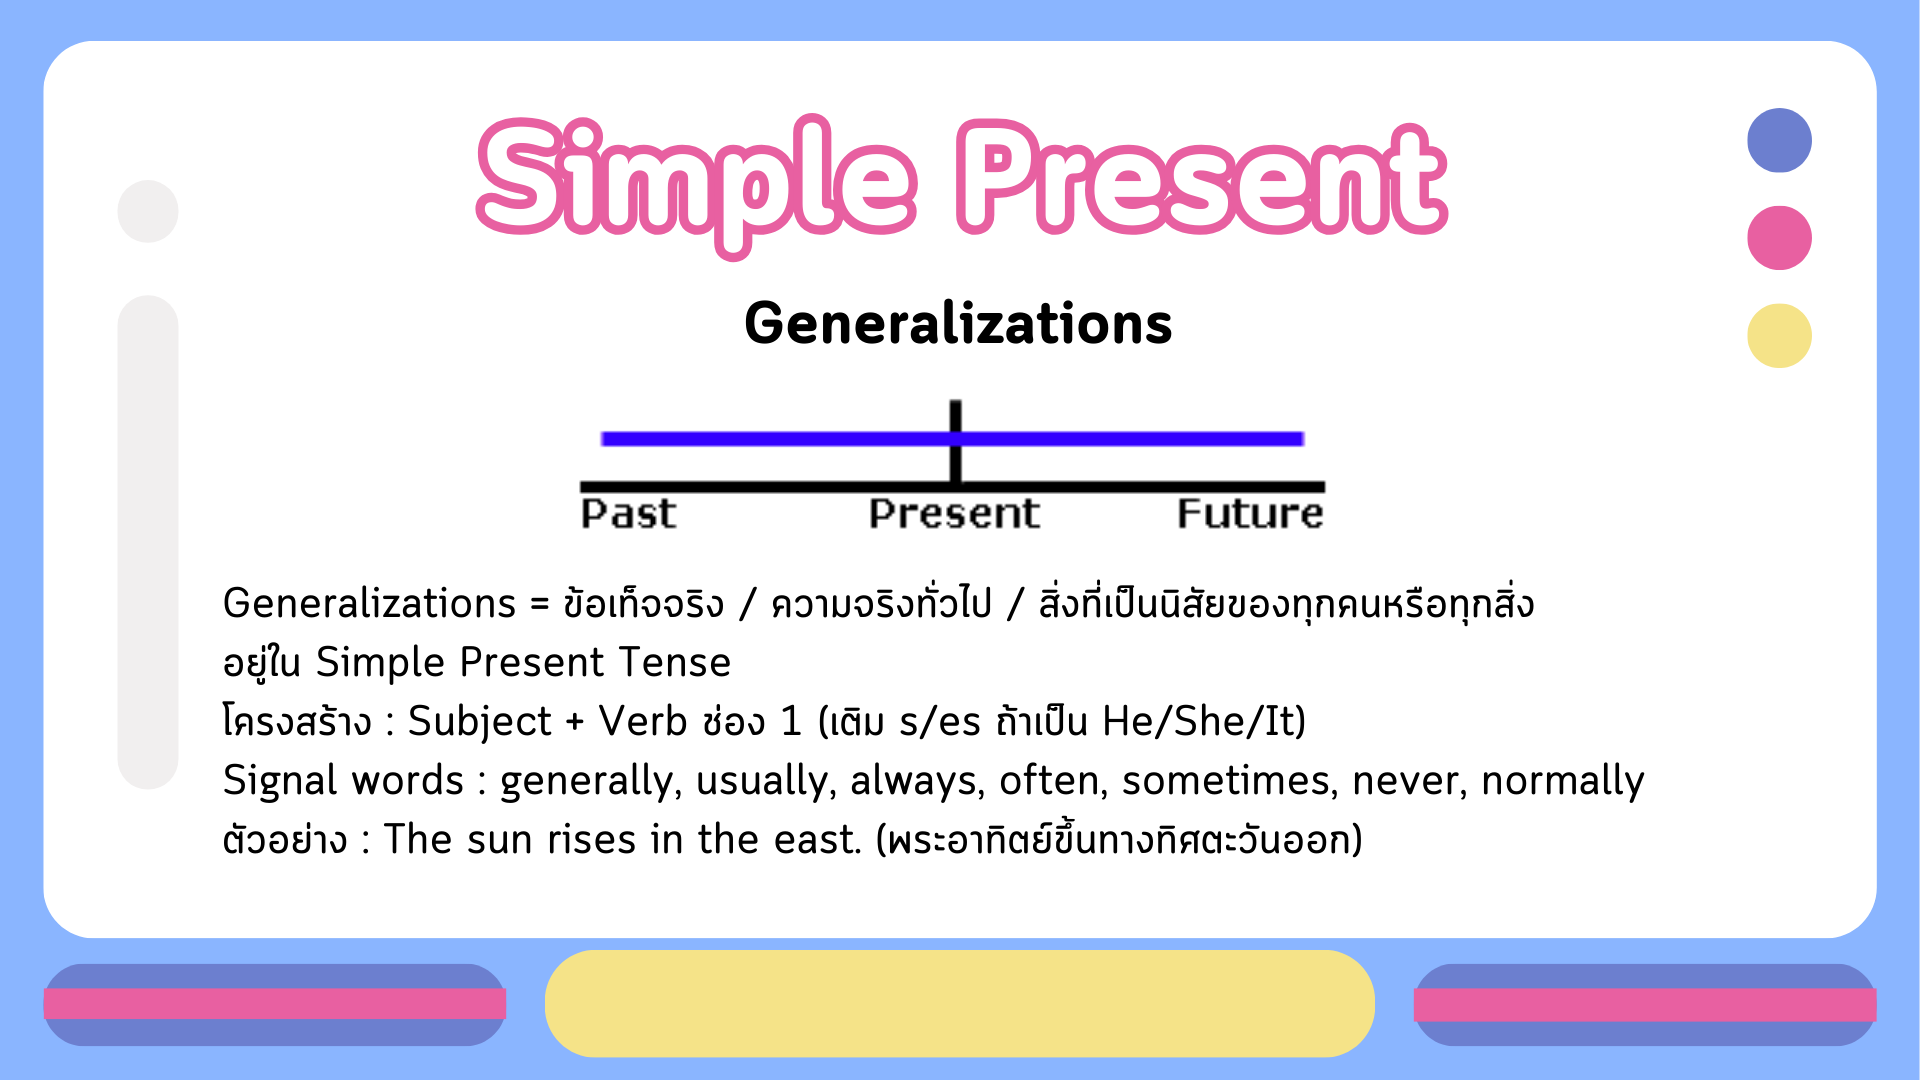 Simple Present
Generalizations
Past Present Future
Generalizations = ข้อเท็จจริง / ความจริงทั่วไป / สิ่งที่เป็นนิสัยของทุกคนหรือทุกสิ่ง
อยู่ใน Simple Present Tense
โครงสร้าง : Subject + Verb ช่อง 1 (เติม s/es ถ้าเป็น He/She/It)
Signal words : generally, usually, always, often, sometimes, never, normally
ตัวอย่าง : The sun rises in the east. (พระอาทิตย์ขึ้นทางทิศตะวันออก)